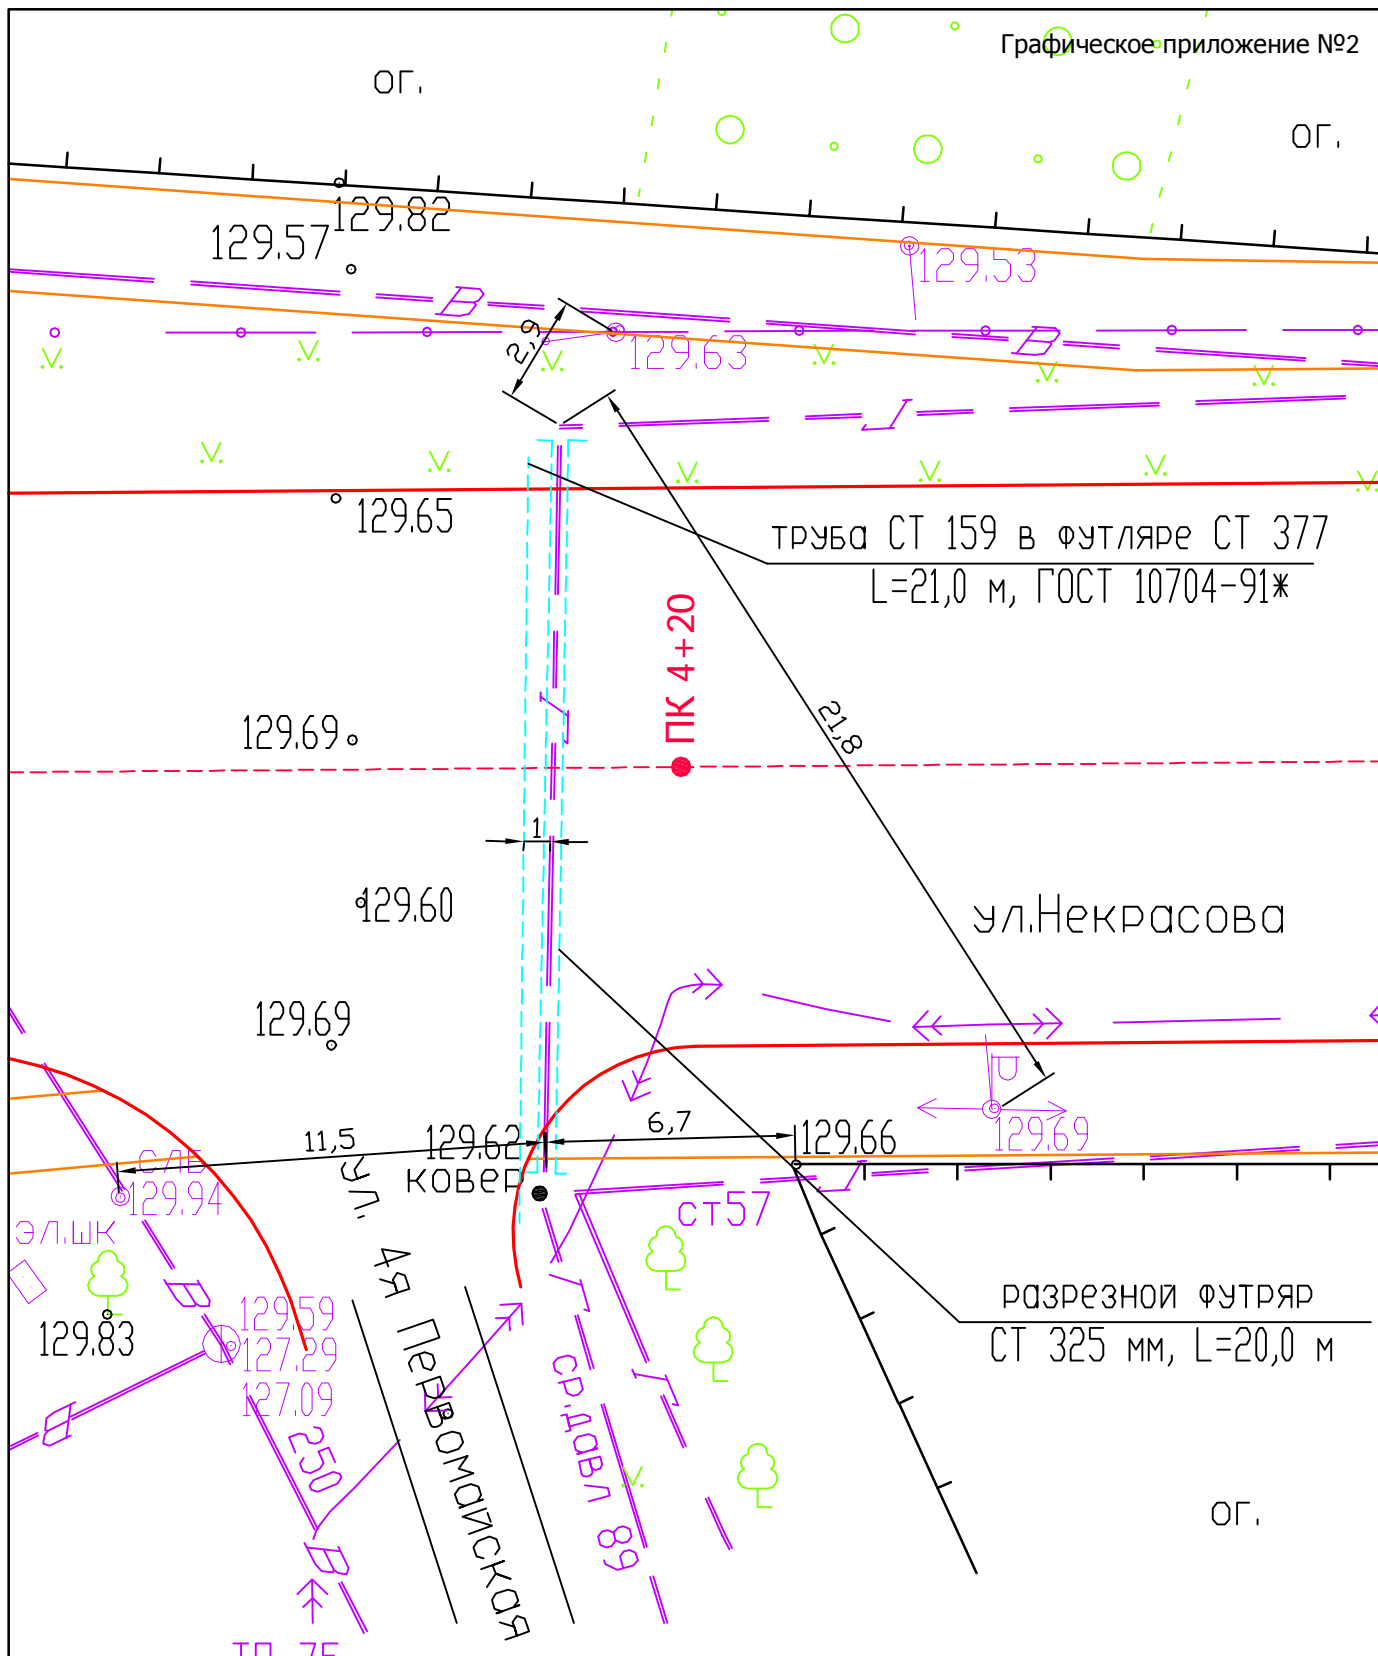 Графическое приложение №2
ог.
ог.
129.82
129.57
129.53
В
2,9
129.63
В
129.65
труба СТ 159 в футляре СТ 377
L=21,0 м, ГОСТ 10704-91*
ПК 4+20
129.69
21,8
1
129.60
ул.Некрасова
129.69
129.69
6,7
129.66
11,5
129.62
ковер
129.94
ст57
эл.шк
ул. 4я Первомайская
В
129.83
129.59
127.29
127.09
разрезной футряр
СТ 325 мм, L=20,0 м
В
250
ср.давл 89
ог.
В